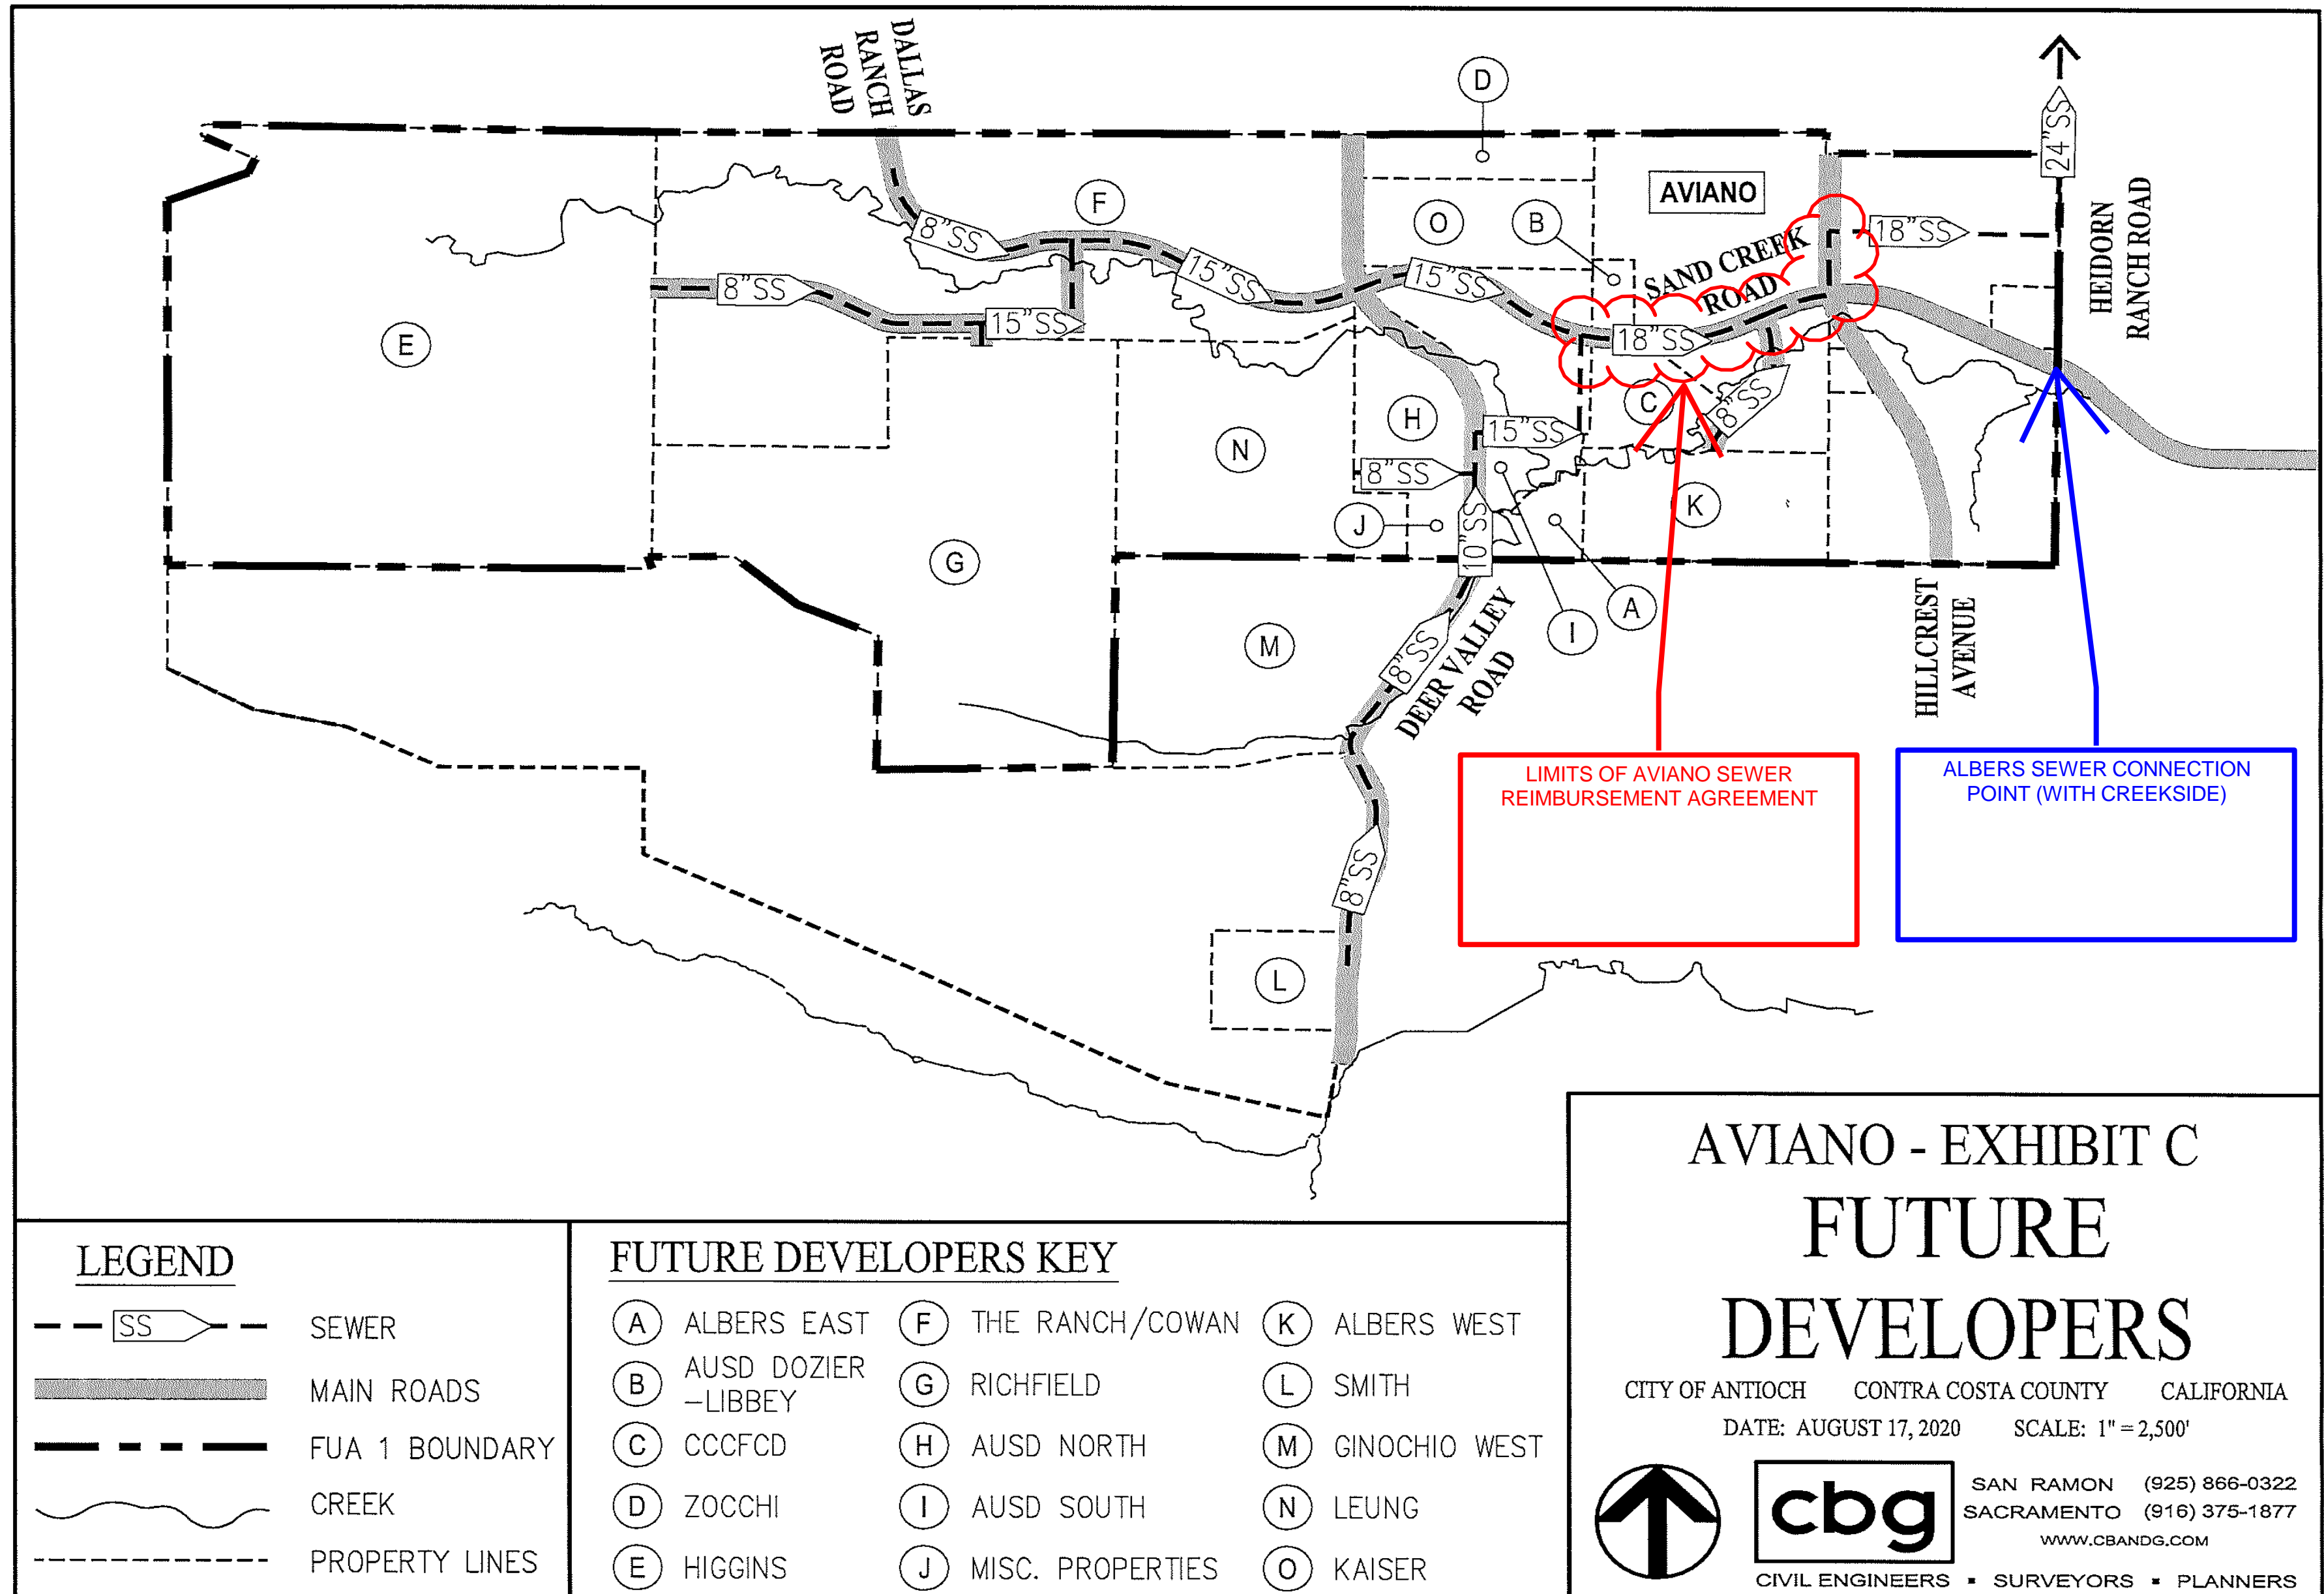 DALLAS
RANCH
ROAD
D
24"SS
AVIANO
F
O
B
8"SS
SAND CREEK
ROAD
18"SS
HEIDORN
RANCH ROAD
15"SS
15"SS
8"SS
15"SS
18"SS
E
C
8"SS
H
15"SS
N
8"SS
K
J
10"SS
G
A
I
HILLCREST
AVENUE
M
8"SS
DEER VALLEY
ROAD
LIMITS OF AVIANO SEWER
REIMBURSEMENT AGREEMENT
ALBERS SEWER CONNECTION
POINT (WITH CREEKSIDE)
8"SS
L
LEGEND
SS SEWER
MAIN ROADS
FUA 1 BOUNDARY
CREEK
PROPERTY LINES
FUTURE DEVELOPERS KEY
A ALBERS EAST
B AUSD DOZIER
-LIBBEY
C CCCFCD
D ZOCCHI
E HIGGINS
F THE RANCH/COWAN
G RICHFIELD
H AUSD NORTH
I AUSD SOUTH
J MISC. PROPERTIES
K ALBERS WEST
L SMITH
M GINOCHIO WEST
N LEUNG
O KAISER
AVIANO - EXHIBIT C
FUTURE
DEVELOPERS
CITY OF ANTIOCH CONTRA COSTA COUNTY CALIFORNIA
DATE: AUGUST 17, 2020 SCALE: 1" = 2,500'
cbg
SAN RAMON (925) 866-0322
SACRAMENTO (916) 375-1877
WWW.CBANDG.COM
CIVIL ENGINEERS ▪ SURVEYORS ▪ PLANNERS